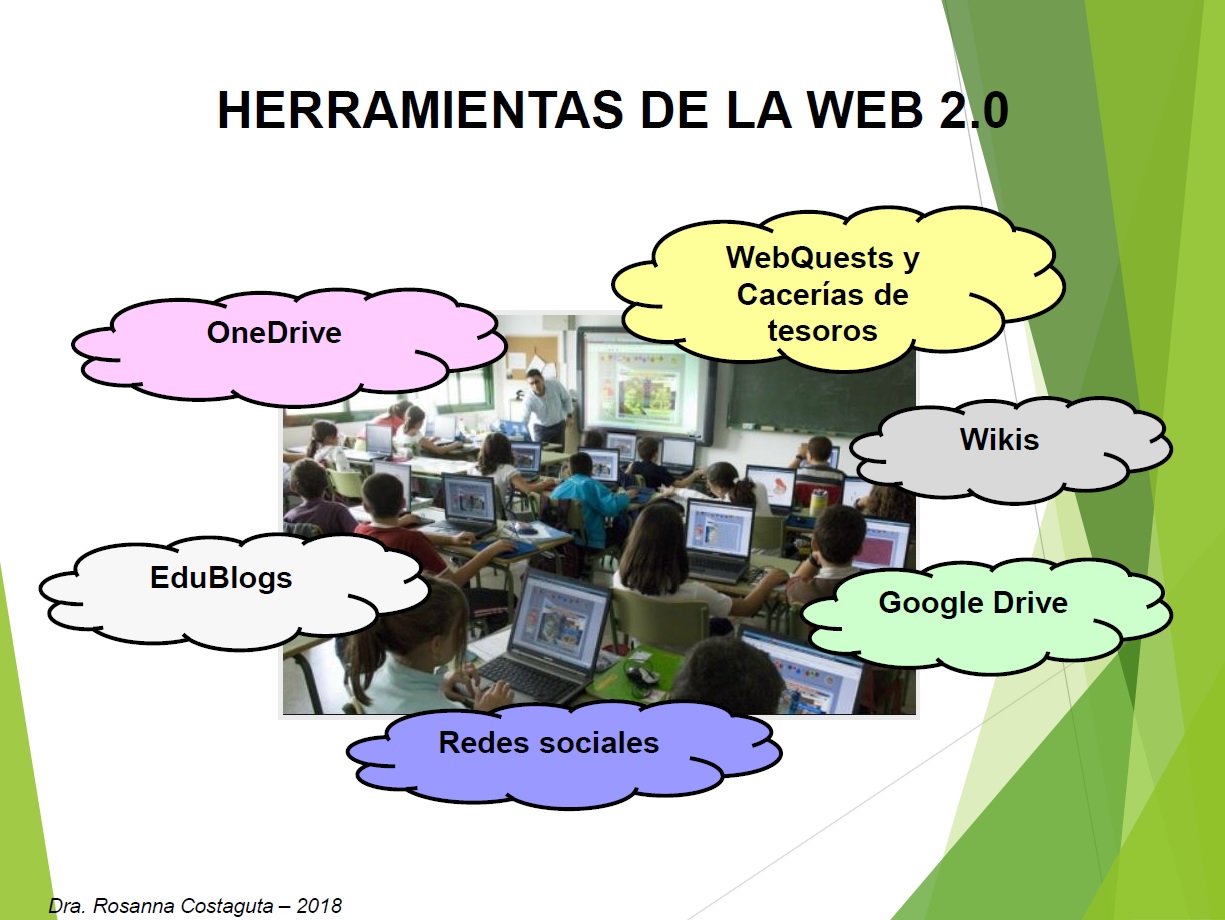 HERRAMIENTAS DE LA WEB 2.0
WebQuests y
Cacerías de
tesoros
OneDrive
Wikis
EduBlogs
Google Drive
Redes sociales
Dra. Rosanna Costaguta – 2018